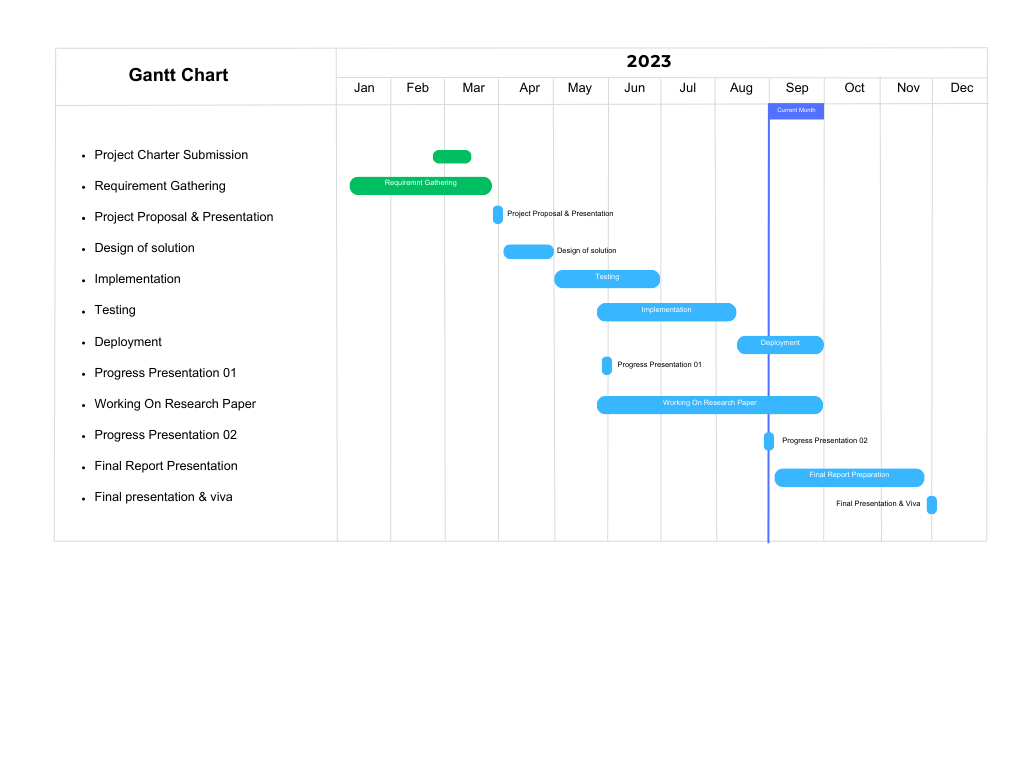 Gantt Chart
2023
Jan Feb Mar Apr May Jun Jul Aug Sep Oct Nov Dec
Current Month
• Project Charter Submission
• Requirement Gathering
Requiremnt Gathering
• Project Proposal & Presentation
Project Proposal & Presentation
• Design of solution
Design of solution
• Implementation
Testing
• Testing
Implementation
• Deployment
Deployment
• Progress Presentation 01
Progress Presentation 01
• Working On Research Paper
Working On Research Paper
• Progress Presentation 02
Progress Presentation 02
• Final Report Presentation
Final Report Preparation
• Final presentation & viva
Final Presentation & Viva